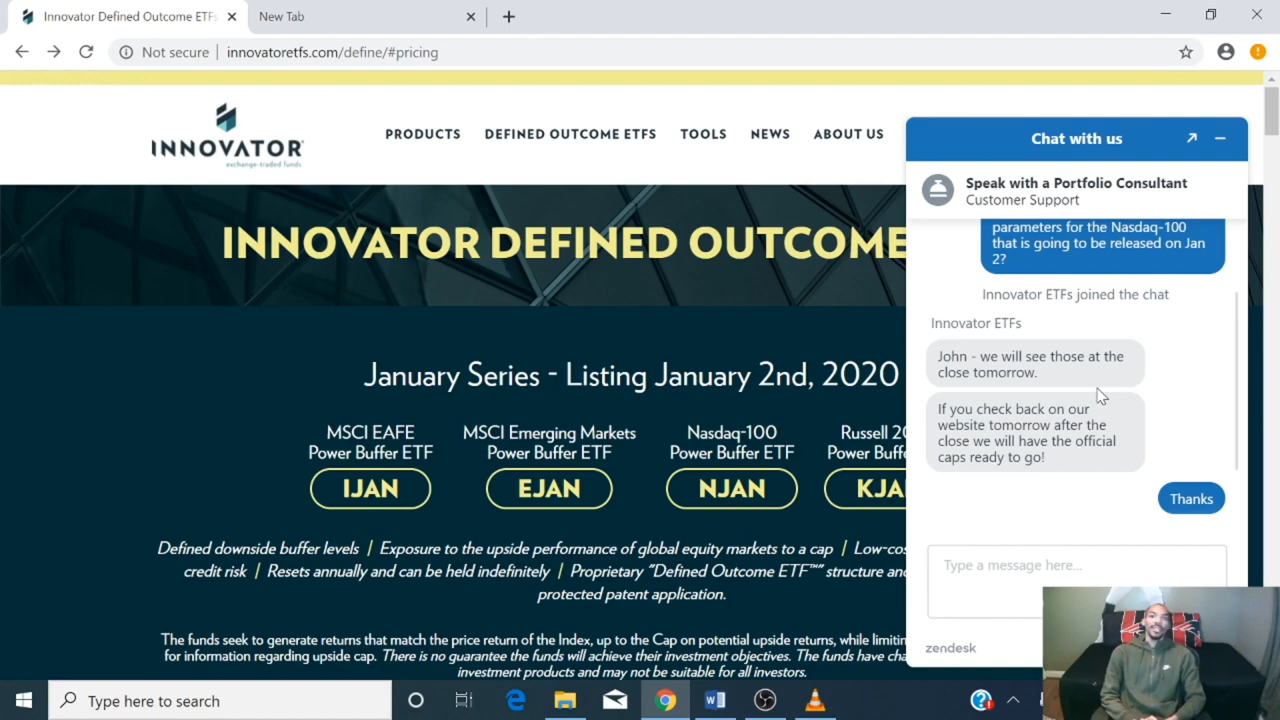 Innovator Defined Outcome ETFs
New Tab
Not secure
innovatoretfs.com/define/#pricing
INNOVATOR
exchange-traded funds
PRODUCTS
DEFINED OUTCOME ETFS
TOOLS
NEWS
ABOUT US
INNOVATOR DEFINED OUTCOME
January Series - Listing January 2nd, 2020
MSCI EAFE
Power Buffer ETF
IJAN
MSCI Emerging Markets
Power Buffer ETF
EJAN
Nasdaq-100
Power Buffer ETF
NJAN
Russell 20
Power Buff
KJA
Defined downside buffer levels | Exposure to the upside performance of global equity markets to a cap | Low-cos
credit risk | Resets annually and can be held indefinitely | Proprietary "Defined Outcome ETF™" structure and
protected patent application.
The funds seek to generate returns that match the price return of the Index, up to the Cap on potential upside returns, while limitin
for information regarding upside cap. There is no guarantee the funds will achieve their investment objectives. The funds have cha
investment products and may not be suitable for all investors.
Chat with us
Speak with a Portfolio Consultant
Customer Support
parameters for the Nasdaq-100
that is going to be released on Jan
2?
Innovator ETFs joined the chat
Innovator ETFs
John - we will see those at the
close tomorrow.
If you check back on our
website tomorrow after the
close we will have the official
caps ready to go!
Thanks
Type a message here...
zendesk
Type here to search